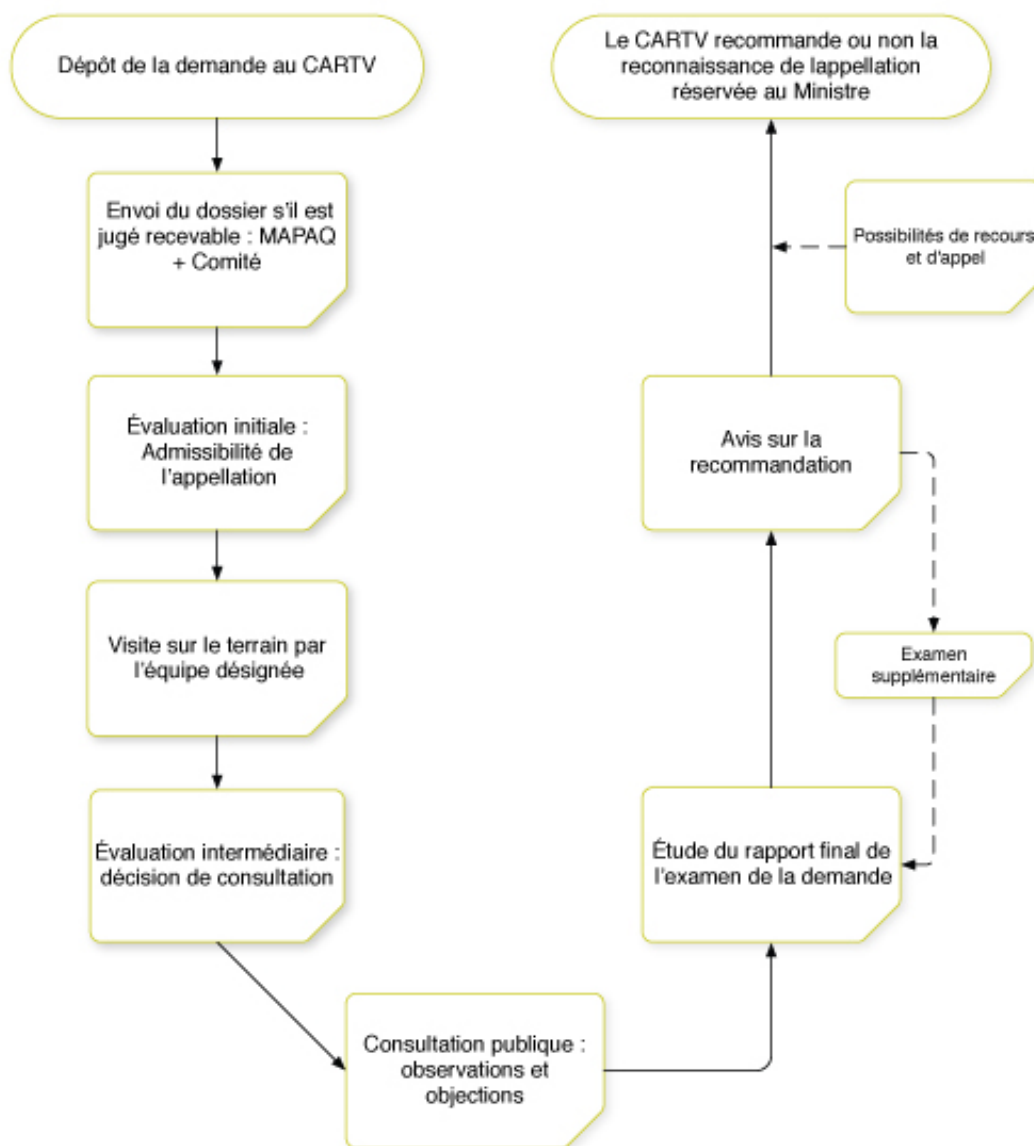 Dépôt de la demande au CARTV
Envoi du dossier s'il est
jugé recevable : MAPAQ
+ Comité
Évaluation initiale :
Admissibilité de
l'appellation
Visite sur le terrain par
l'équipe désignée
Évaluation intermédiaire :
décision de consultation
Consultation publique :
observations et
objections
Étude du rapport final de
l'examen de la demande
Examen
supplémentaire
Avis sur la
recommandation
Possibilités de recours
et d'appel
Le CARTV recommande ou non la
reconnaissance de lappellation
réservée au Ministre